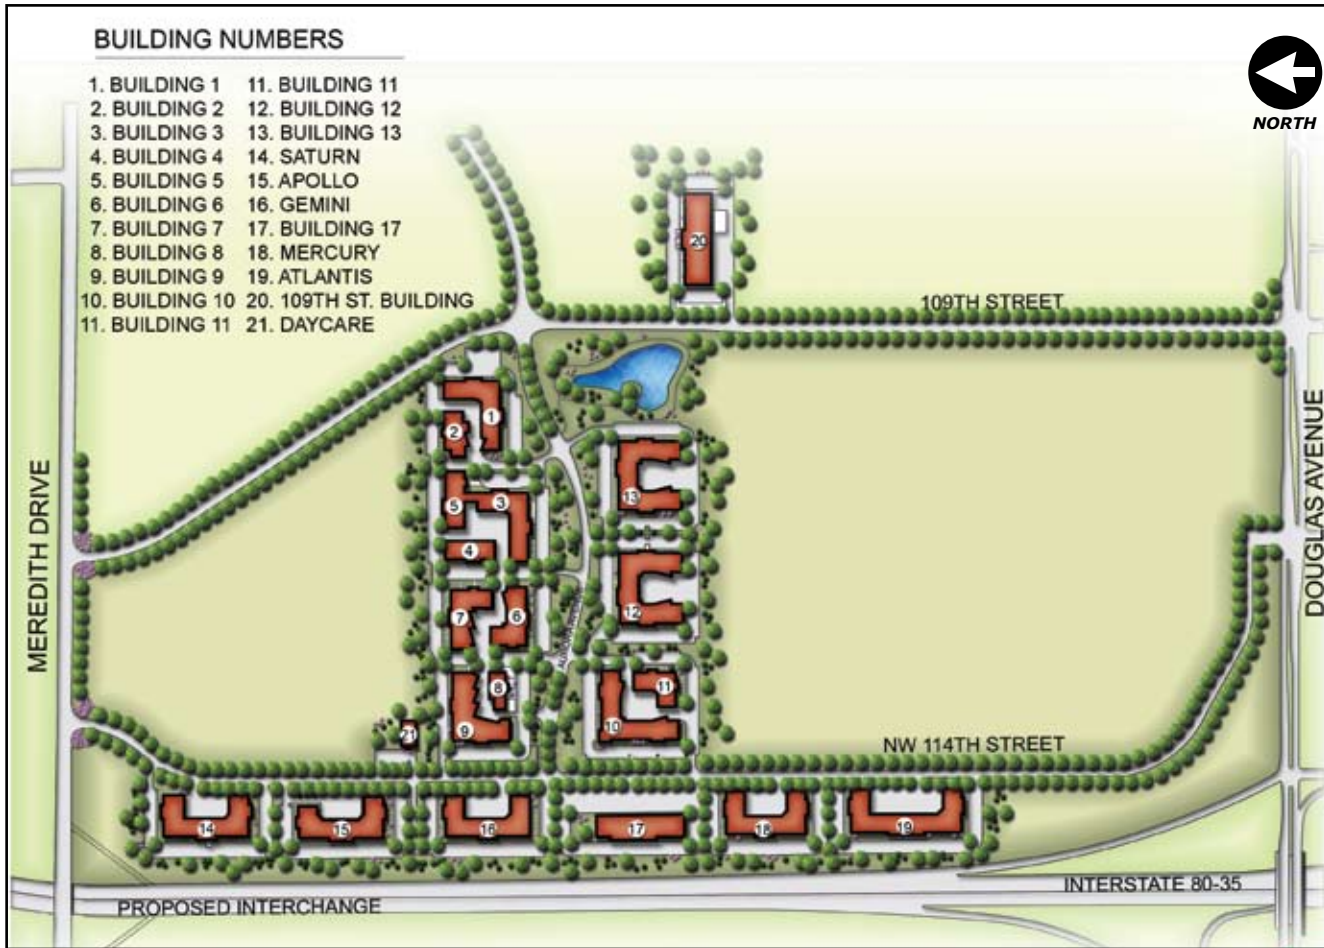 BUILDING NUMBERS
NORTH
1. BUILDING 1 11. BUILDING 11
2. BUILDING 2 12. BUILDING 12
3. BUILDING 3 13. BUILDING 13
4. BUILDING 4 14. SATURN
5. BUILDING 5 15. APOLLO
6. BUILDING 6 16. GEMINI
7. BUILDING 7 17. BUILDING 17
8. BUILDING 8 18. MERCURY
9. BUILDING 9 19. ATLANTIS
10. BUILDING 10 20. 109TH ST. BUILDING
11. BUILDING 11 21. DAYCARE
20
109TH STREET
1
2
13
5
3
4
12
7
6
8
11
9
10
21
MEREDITH DRIVE
DOUGLAS AVENUE
NW 114TH STREET
14
15
16
17
18
19
INTERSTATE 80-35
PROPOSED INTERCHANGE